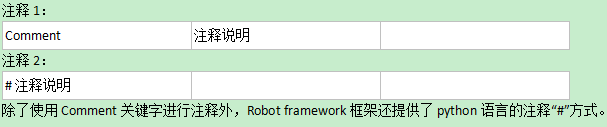 注释 1：
Comment 注释说明
注释 2：
# 注释说明
除了使用 Comment 关键字进行注释外，Robot framework 框架还提供了 python 语言的注释“#”方式。